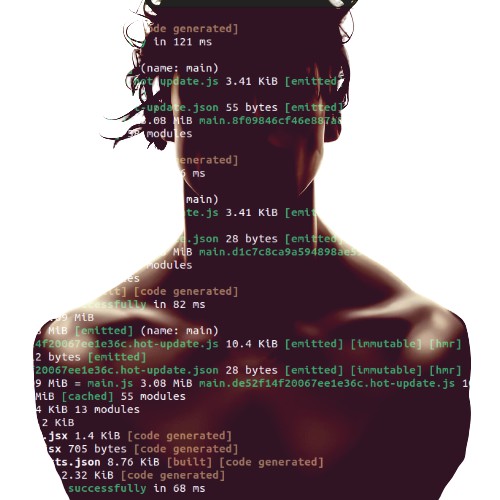 code generated]
in 121 ms
(name: main)
hot-update.js 3.41 KiB [emitted]
-update.json 55 bytes [emitted]
3.08 MiB main.8f09846cf46e887a
modules
generated]
ms
main)
te.js 3.41 KiB [emit
.json 28 bytes [emitt
MiB main.d1c7c8ca9a594898ae5
modules
[code generated]
successfully in 82 ms
MiB
MiB [emitted] (name: main)
4f20067ee1e36c.hot-update.js 10.4 KiB [emitted] [immutable] [hmr]
2 bytes [emitted]
20067ee1e36c.hot-update.json 28 bytes [emitted] [immutable] [hmr]
9 MiB = main.js 3.08 MiB main.de52f14f20067ee1e36c.hot-update.js 1
MiB [cached] 55 modules
4 KiB 13 modules
2 KiB
.jsx 1.4 KiB [code generated]
sx 705 bytes [code generated]
ts.json 8.76 KiB [built] [code generated]
2.32 KiB [code generated]
successfully in 68 ms